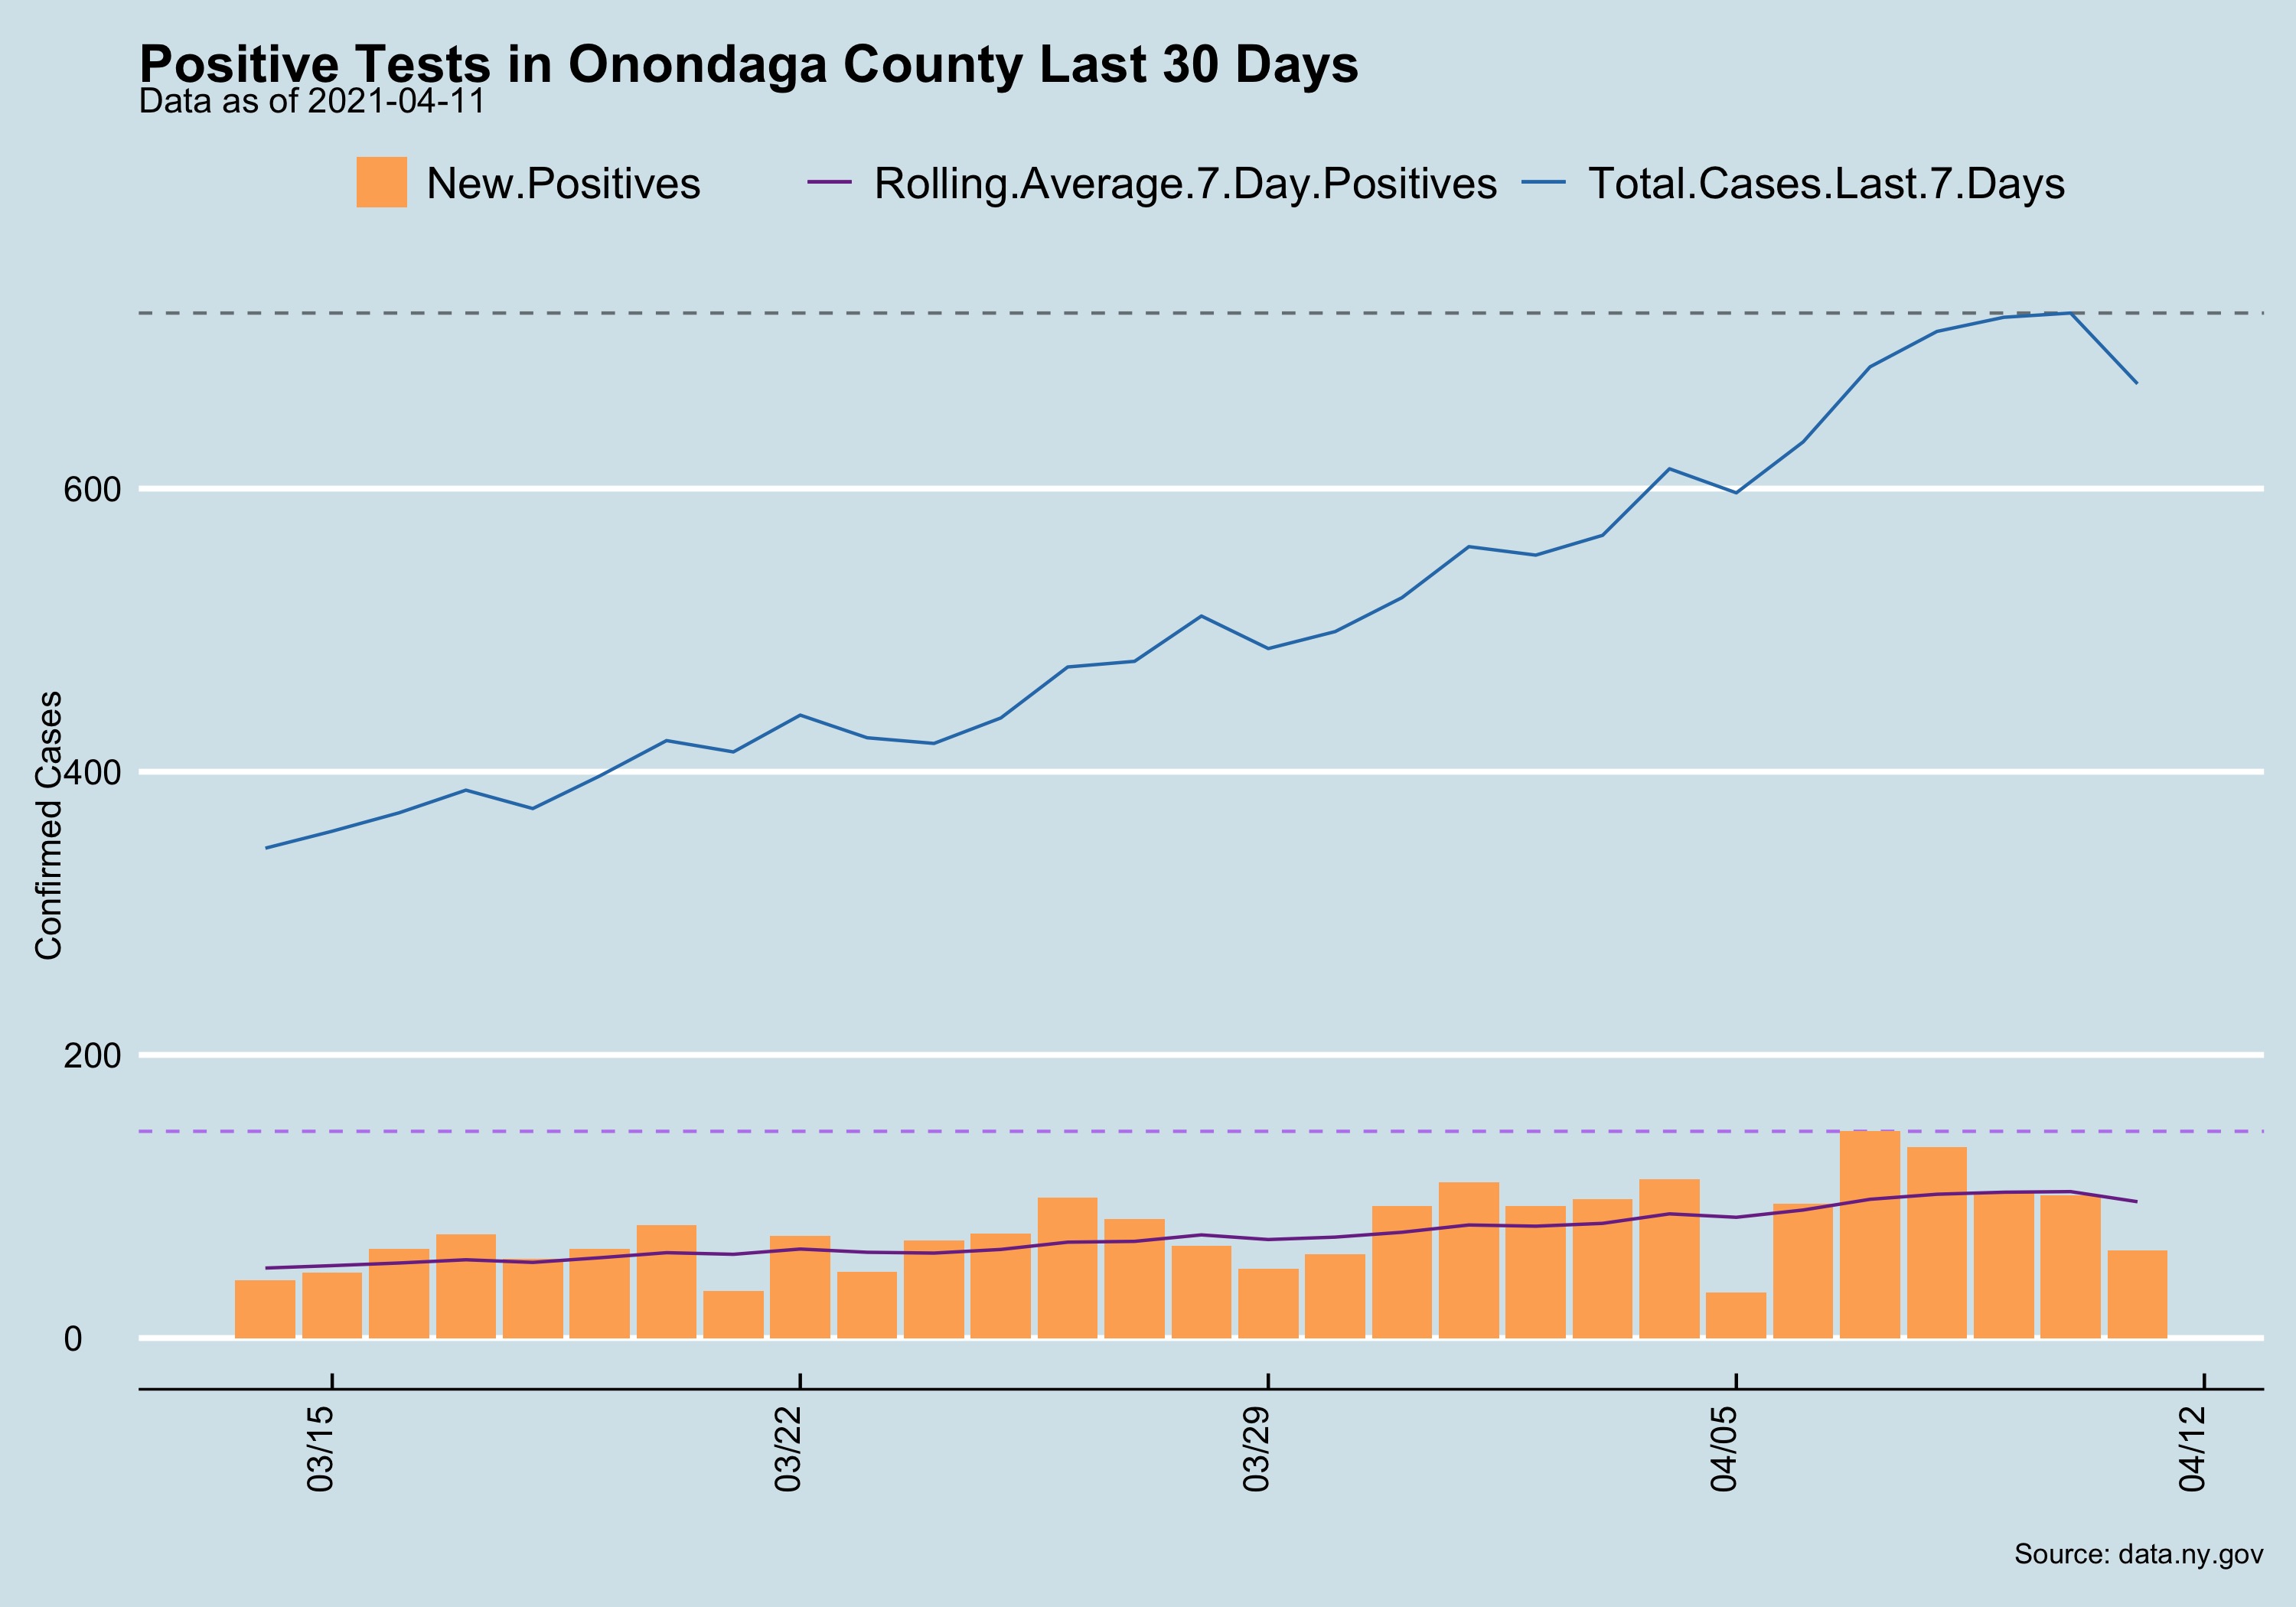 Positive Tests in Onondaga County Last 30 Days
Data as of 2021-04-11
New.Positives
Rolling.Average.7.Day.Positives
Total.Cases.Last.7.Days
Confirmed Cases
600
400
200
0
03/15
03/22
03/29
04/05
04/12
Source: data.ny.gov